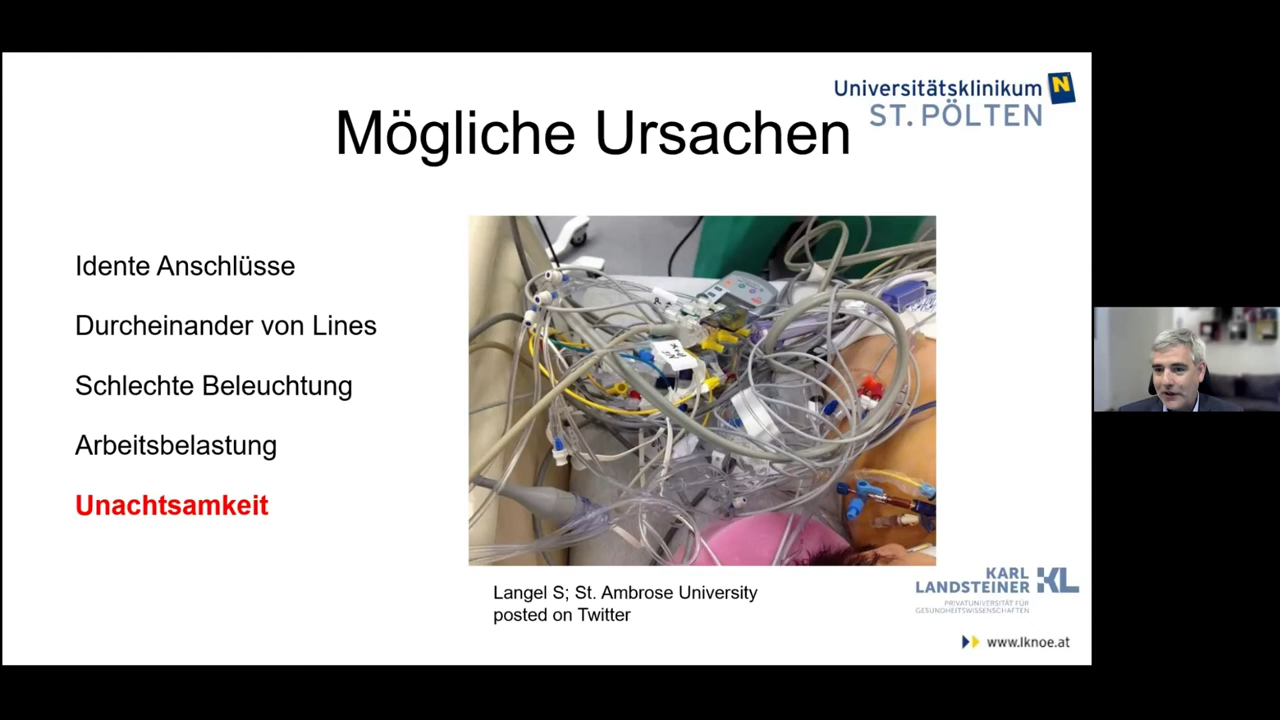 Universitätsklinikum N
ST. PÖLTEN
Mögliche Ursachen
Idente Anschlüsse
Durcheinander von Lines
Schlechte Beleuchtung
Arbeitsbelastung
Unachtsamkeit
Langel S; St. Ambrose University
posted on Twitter
KARL
LANDSTEINER KL
PRIVATUNIVERSITÄT FÜR
GESUNDHEITSWISSENSCHAFTEN
www.lknoe.at